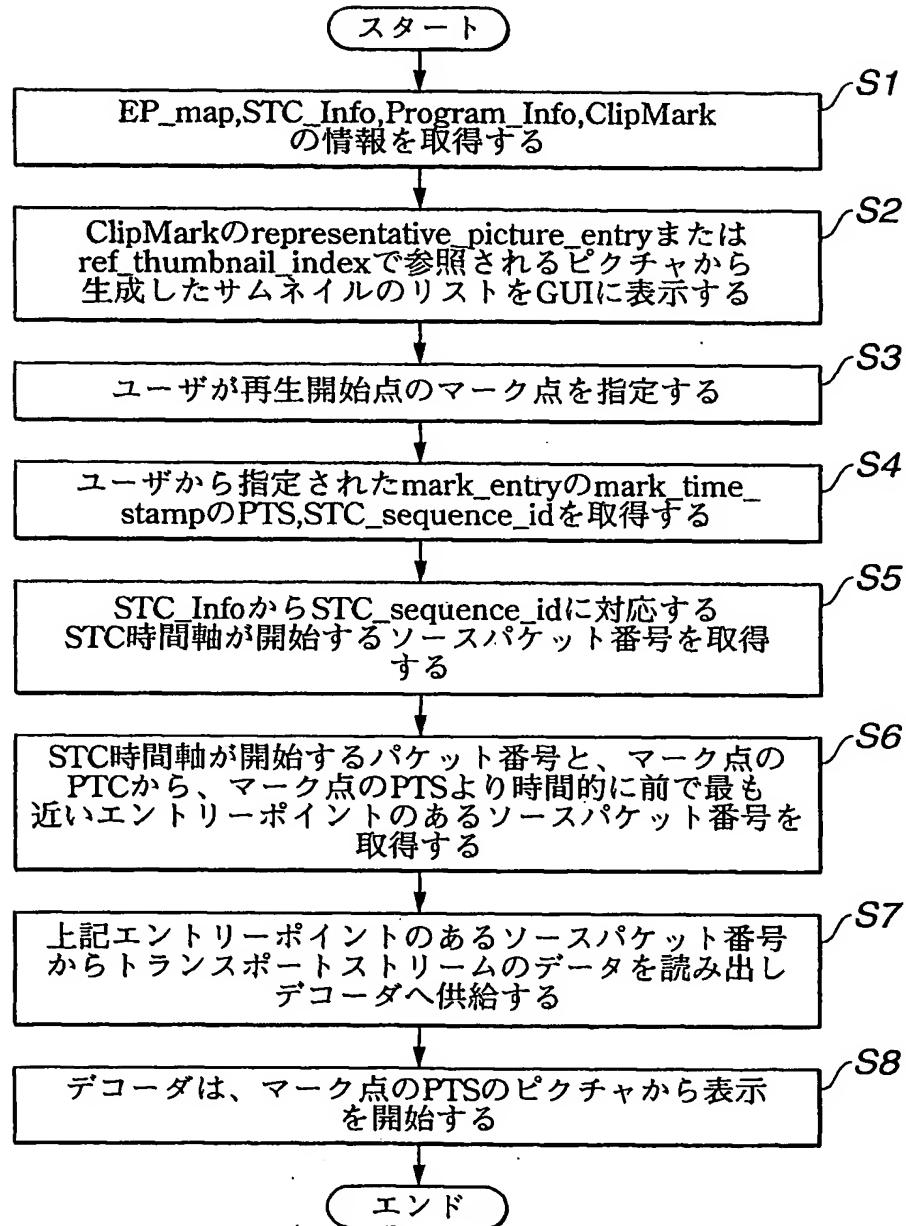 スタート
S1
EP_map,STC_Info,Program_Info,ClipMark
の情報を取得する
S2
ClipMarkのrepresentative_picture_entryまたは
ref_thumbnail_indexで参照されるピクチャから
生成したサムネイルのリストをGUIに表示する
S3
ユーザが再生開始点のマーク点を指定する
S4
ユーザから指定されたmark_entryのmark_time_
stampのPTS,STC_sequence_idを取得する
S5
STC_InfoからSTC_sequence_idに対応する
STC時間軸が開始するソースパケット番号を取得
する
S6
STC時間軸が開始するパケット番号と、マーク点の
PTCから、マーク点のPTSより時間的に前で最も
近いエントリーポイントのあるソースパケット番号を
取得する
S7
上記エントリーポイントのあるソースパケット番号
からトランスポートストリームのデータを読み出し
デコーダへ供給する
S8
デコーダは、マーク点のPTSのピクチャから表示
を開始する
エンド